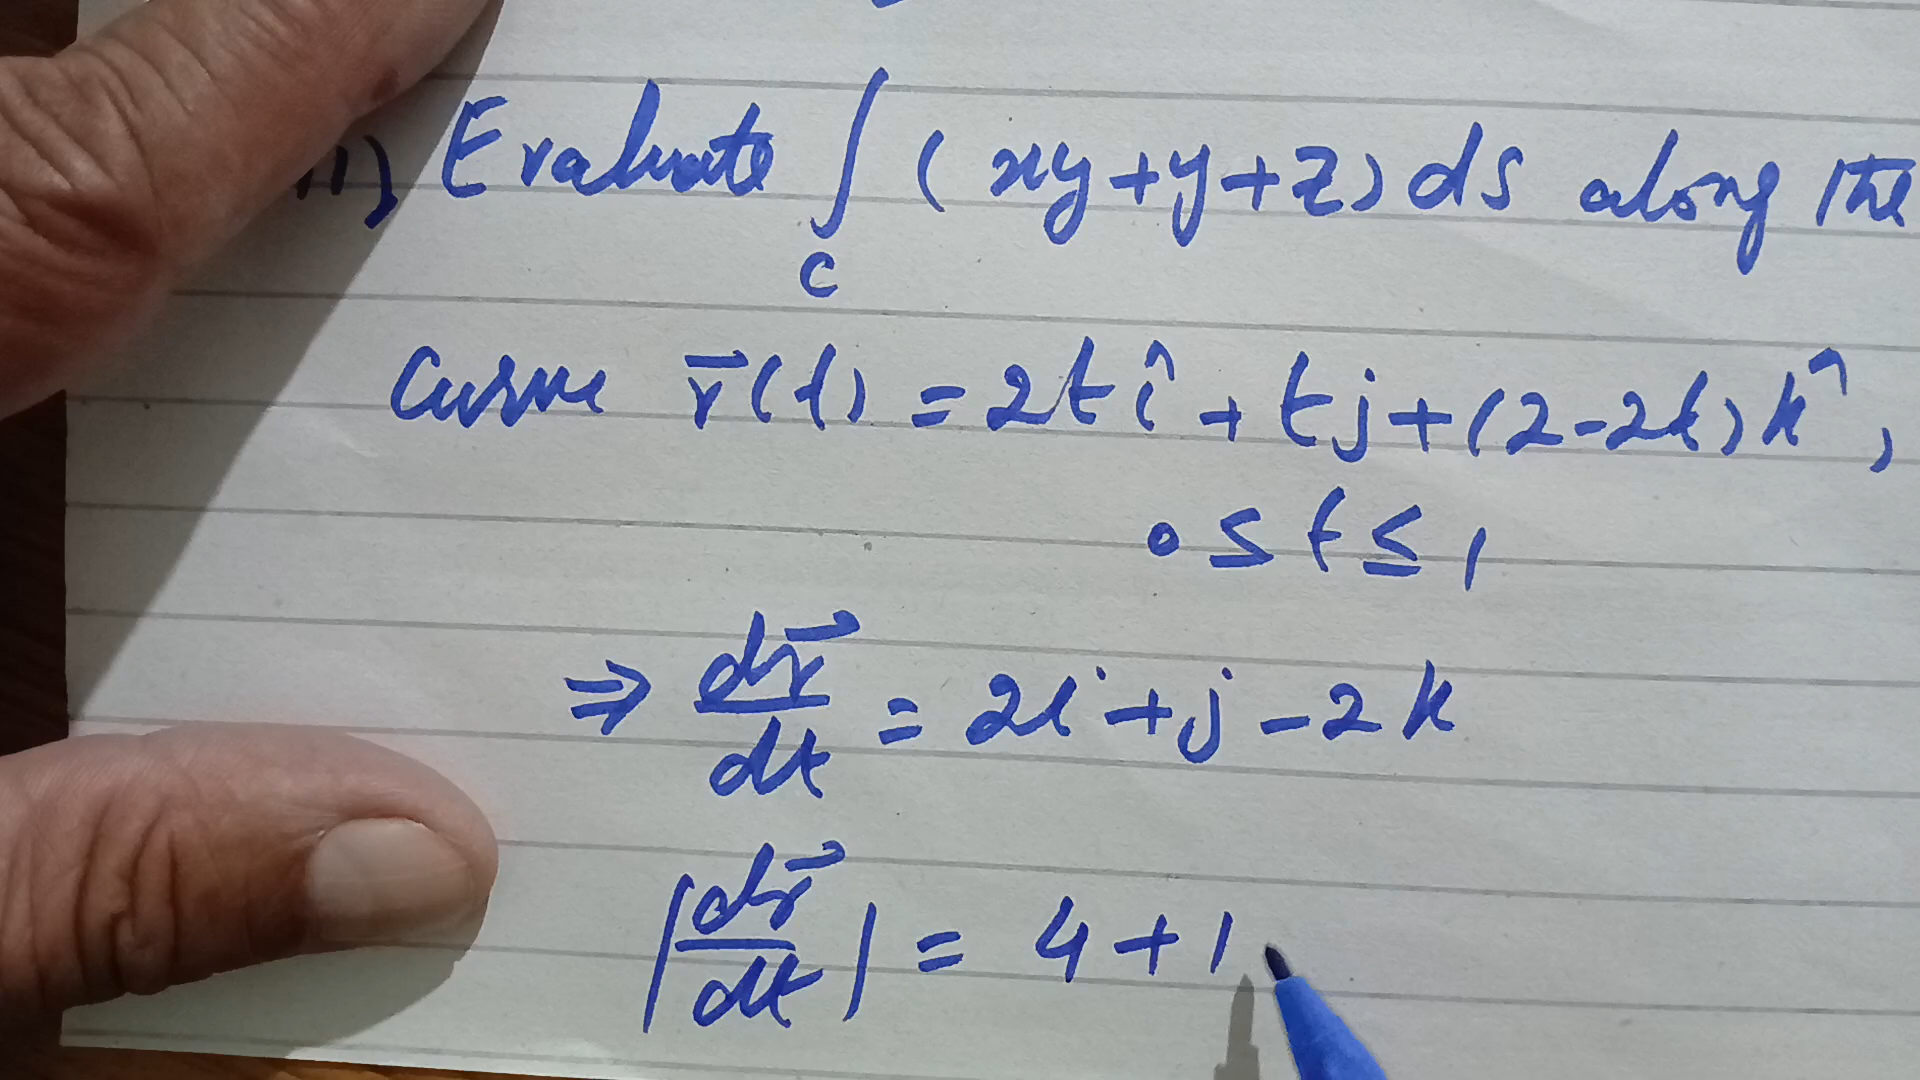 Evaluate ∫ (xy+y+z) ds along the
C
Curve r⃗(t) = 2t î + tj + (2-2t) k̂ ,
0 ≤ t ≤ 1
⇒ dr⃗/dt = 2i + j - 2k
|dr⃗/dt| = 4 + 1